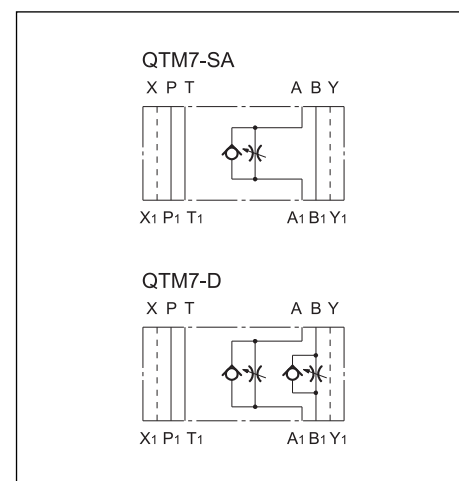 QTM7-SA
X P T A B Y
X1 P1 T1 A1 B1 Y1
QTM7-D
X P T A B Y
X1 P1 T1 A1 B1 Y1